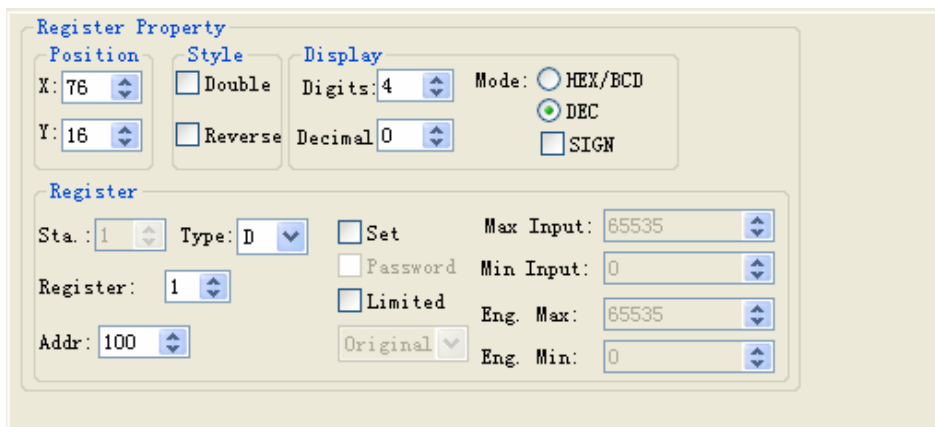 Register Property
Position Style Display
X: 76 Double Digits: 4 Mode: HEX/BCD
DEC
Y: 16 Reverse Decimal 0 SIGN
Register
Sta.: 1 Type: D Set Max Input: 65535
Password Min Input: 0
Register: 1 Limited Eng. Max: 65535
Addr: 100 Original Eng. Min: 0